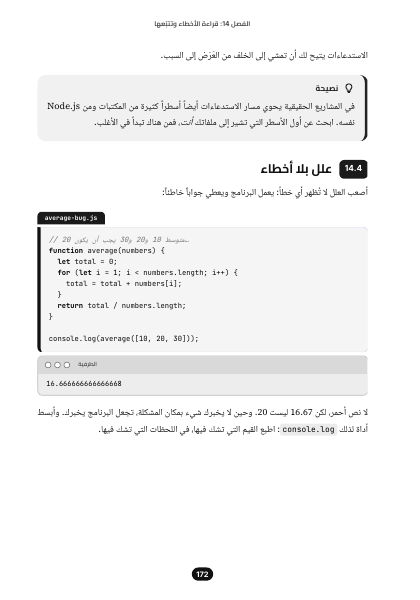 الفصل 14: قراءة الأخطاء وتتبّعها
الاستدعاءات يتيح لك أن تمشي إلى الخلف من العَرَض إلى السبب.
نصيحة
في المشاريع الحقيقية يحوي مسار الاستدعاءات أيضاً أسطراً كثيرة من المكتبات ومن Node.js
نفسه. ابحث عن أول الأسطر التي تشير إلى ملفاتك أنت، فمن هناك تبدأ في الأغلب.
14.4 علل بلا أخطاء
أصعب العلل لا تُظهر أي خطأ: يعمل البرنامج ويعطي جواباً خاطئاً:
average-bug.js
// متوسط 10 و20 و30 يجب أن يكون 20
function average(numbers) {
let total = 0;
for (let i = 1; i < numbers.length; i++) {
total = total + numbers[i];
}
return total / numbers.length;
}
console.log(average([10, 20, 30]));
الطرفية
16.666666666666668
لا نص أحمر، لكن 16.67 ليست 20. وحين لا يخبرك شيء بمكان المشكلة، تجعل البرنامج يخبرك. وأبسط
أداة لذلك console.log: اطبع القيم التي تشك فيها، في اللحظات التي تشك فيها.
172